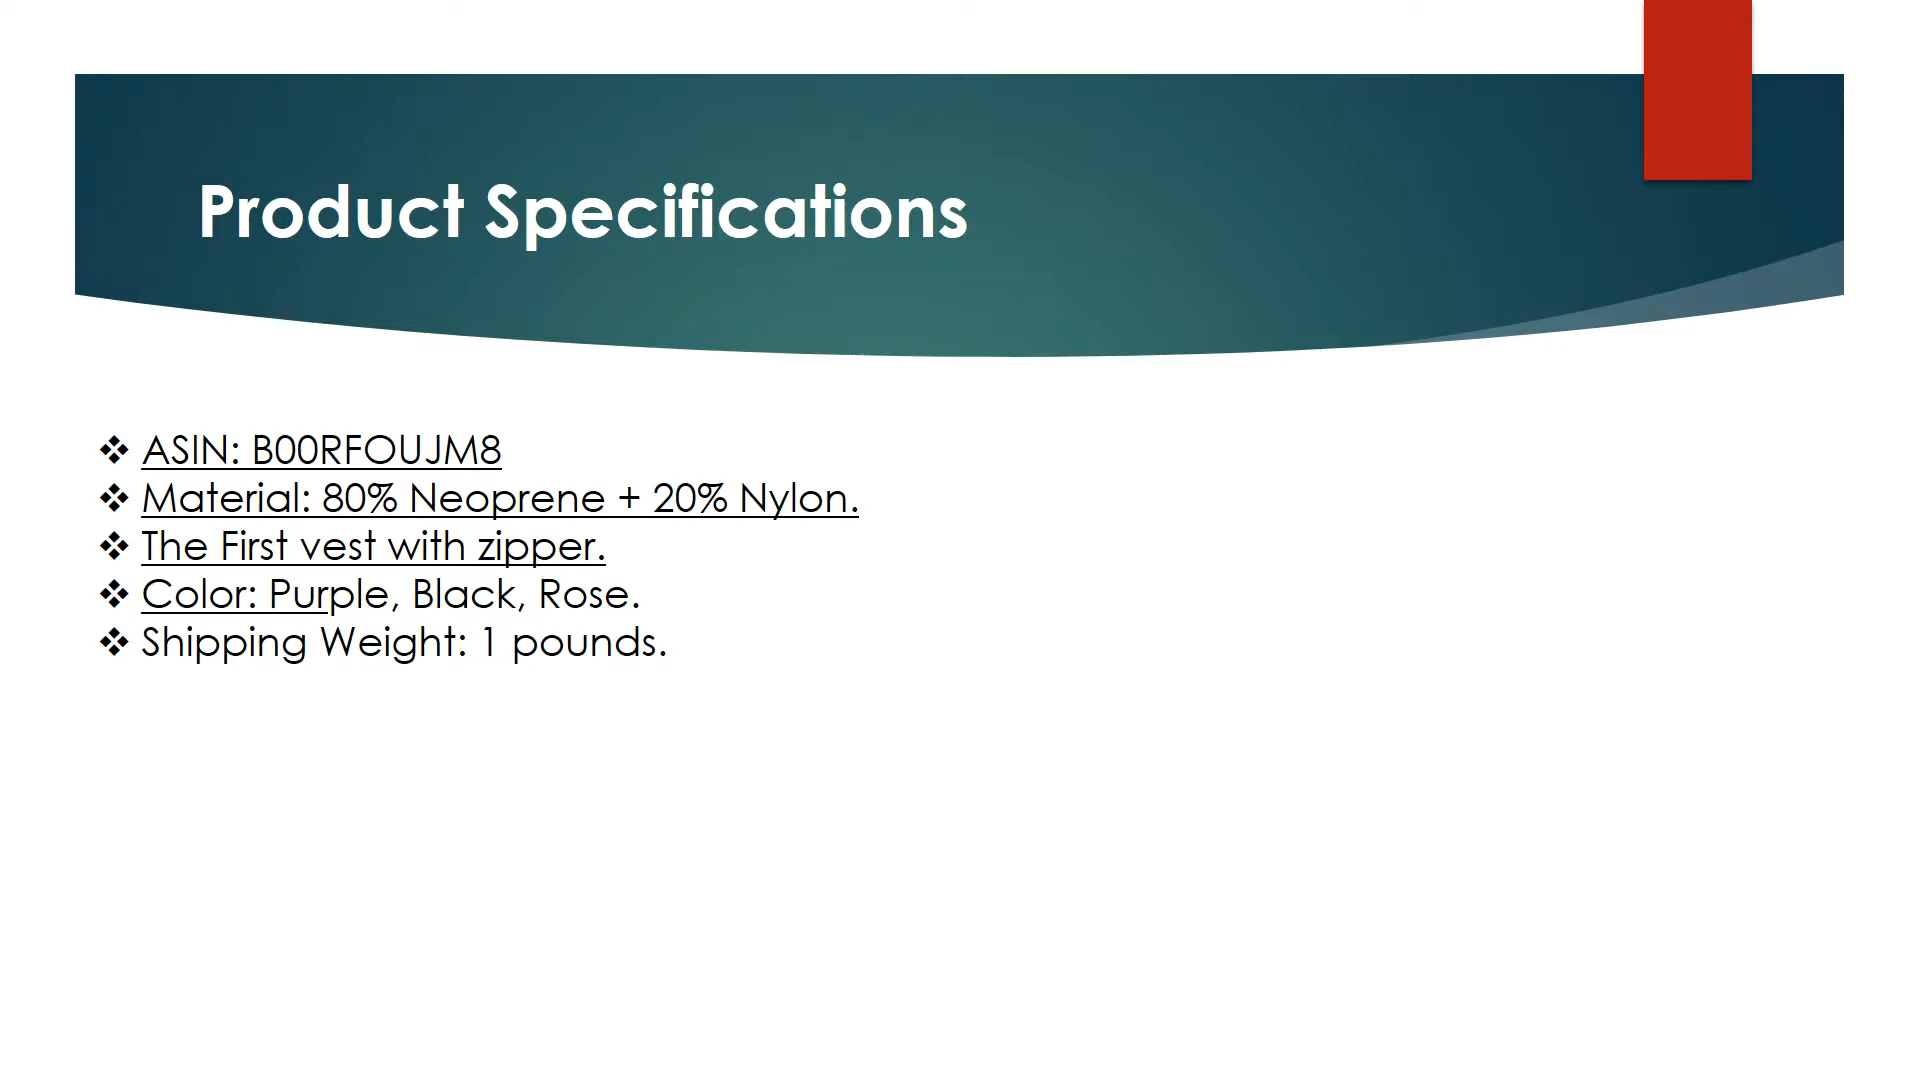 Product Specifications
❖ ASIN: B00RFOUJM8
❖ Material: 80% Neoprene + 20% Nylon.
❖ The First vest with zipper.
❖ Color: Purple, Black, Rose.
❖ Shipping Weight: 1 pounds.